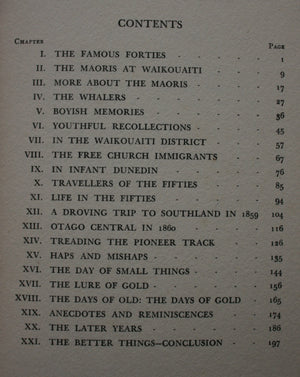 CONTENTS
CHAPTER PAGE
I. THE FAMOUS FORTIES - - - - - 1
II. THE MAORIS AT WAIKOUAITI - - - - 9
III. MORE ABOUT THE MAORIS - - - - 17
IV. THE WHALERS - - - - - - 27
V. BOYISH MEMORIES - - - - - 36
VI. YOUTHFUL RECOLLECTIONS - - - - 45
VII. IN THE WAIKOUAITI DISTRICT - - - 57
VIII. THE FREE CHURCH IMMIGRANTS - - - 67
IX. IN INFANT DUNEDIN - - - - - 76
X. TRAVELLERS OF THE FIFTIES - - - - 85
XI. LIFE IN THE FIFTIES - - - - - 94
XII. A DROVING TRIP TO SOUTHLAND IN 1859 - 104
XIII. OTAGO CENTRAL IN 1860 - - - - 116
XIV. TREADING THE PIONEER TRACK - - - 126
XV. HAPS AND MISHAPS - - - - - 135
XVI. THE DAY OF SMALL THINGS - - - - 144
XVII. THE LURE OF GOLD - - - - - 156
XVIII. THE DAYS OF OLD: THE DAYS OF GOLD - 165
XIX. ANECDOTES AND REMINISCENCES - - - 174
XX. THE LATER YEARS - - - - - 186
XXI. THE BETTER THINGS—CONCLUSION - - 197